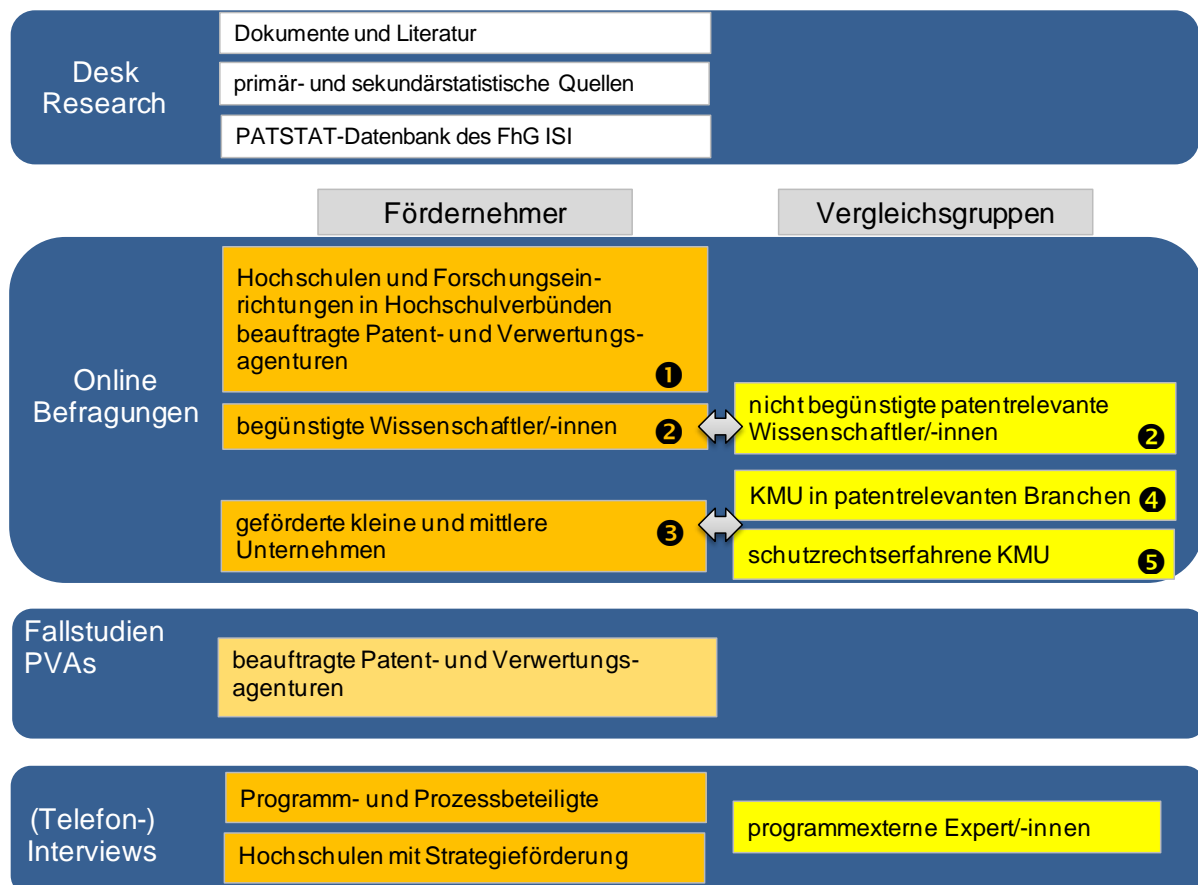 Desk
Research
Dokumente und Literatur
primär- und sekundärstatistische Quellen
PATSTAT-Datenbank des FhG ISI
Fördernehmer
Vergleichsgruppen
Online
Befragungen
Hochschulen und Forschungsein-
richtungen in Hochschulverbünden
beauftragte Patent- und Verwertungs-
agenturen
❶
begünstigte Wissenschaftler/-innen ❷
nicht begünstigte patentrelevante
Wissenschaftler/-innen ❷
geförderte kleine und mittlere
Unternehmen ❸
KMU in patentrelevanten Branchen ❹
schutzrechtserfahrene KMU ❺
Fallstudien
PVAs
beauftragte Patent- und Verwertungs-
agenturen
(Telefon-)
Interviews
Programm- und Prozessbeteiligte
Hochschulen mit Strategieförderung
programmexterne Expert/-innen